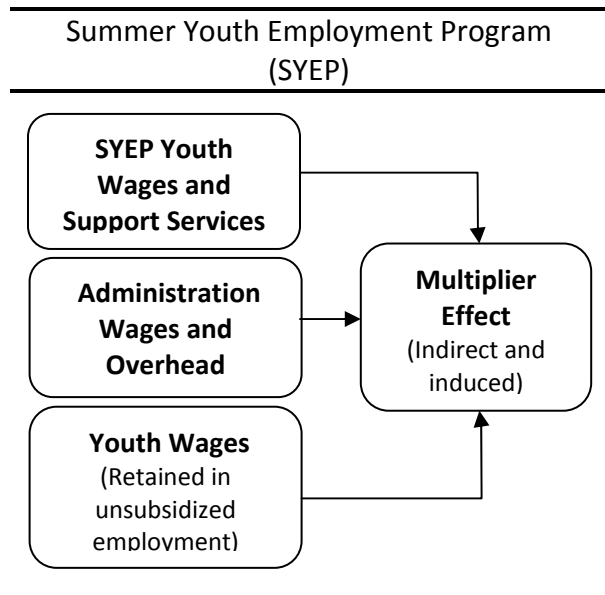 Summer Youth Employment Program
(SYEP)
SYEP Youth
Wages and
Support Services
Administration
Wages and
Overhead
Youth Wages
(Retained in
unsubsidized
employment)
Multiplier
Effect
(Indirect and
induced)